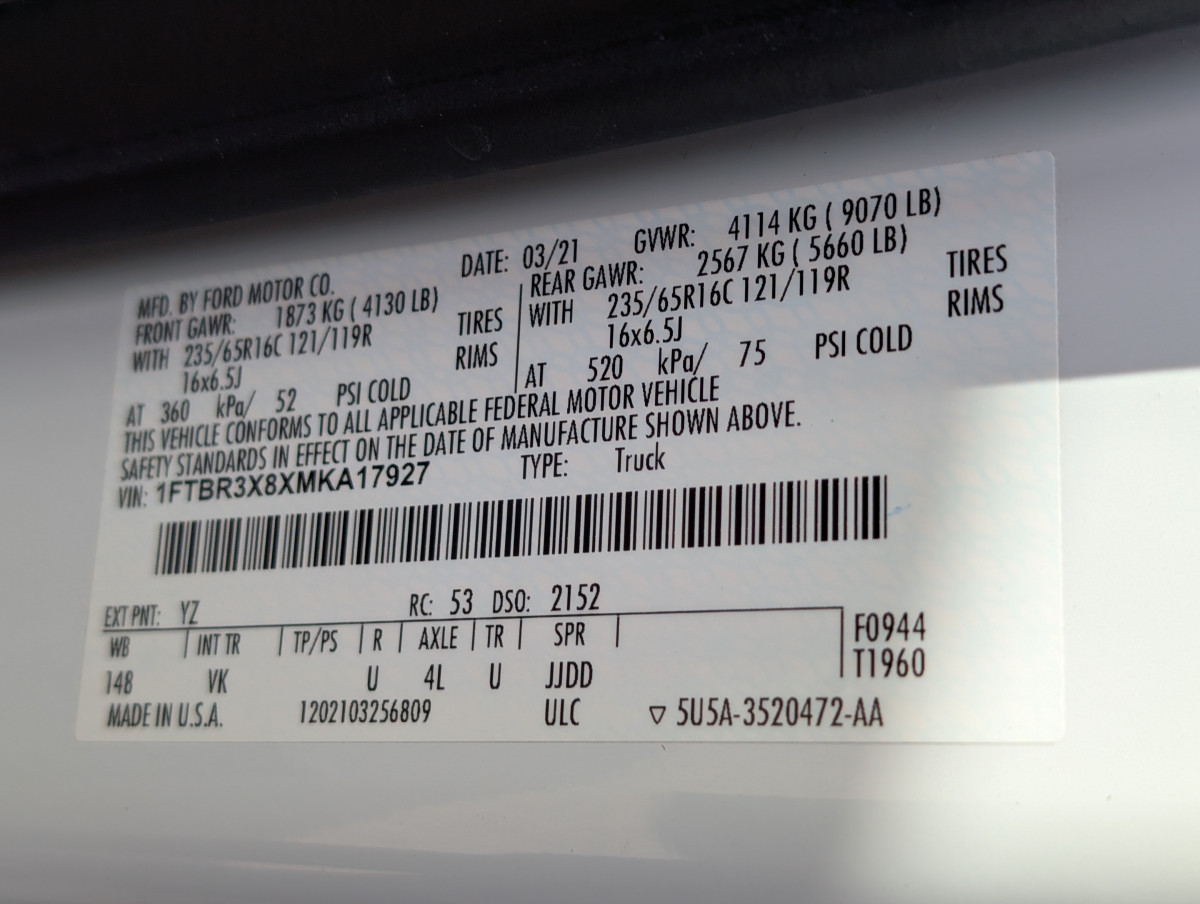 MFD. BY FORD MOTOR CO. DATE: 03/21 GVWR: 4114 KG ( 9070 LB)
FRONT GAWR: 1873 KG ( 4130 LB) REAR GAWR: 2567 KG ( 5660 LB)
WITH 235/65R16C 121/119R TIRES WITH 235/65R16C 121/119R TIRES
16x6.5J RIMS 16x6.5J RIMS
AT 360 kPa/ 52 PSI COLD AT 520 kPa/ 75 PSI COLD
THIS VEHICLE CONFORMS TO ALL APPLICABLE FEDERAL MOTOR VEHICLE
SAFETY STANDARDS IN EFFECT ON THE DATE OF MANUFACTURE SHOWN ABOVE.
VIN: 1FTBR3X8XMKA17927 TYPE: Truck
EXT PNT: YZ RC: 53 DSO: 2152
WB INT TR TP/PS R AXLE TR SPR F0944
148 VK U 4L U JJDD T1960
MADE IN U.S.A. 1202103256809 ULC ▽ 5U5A-3520472-AA